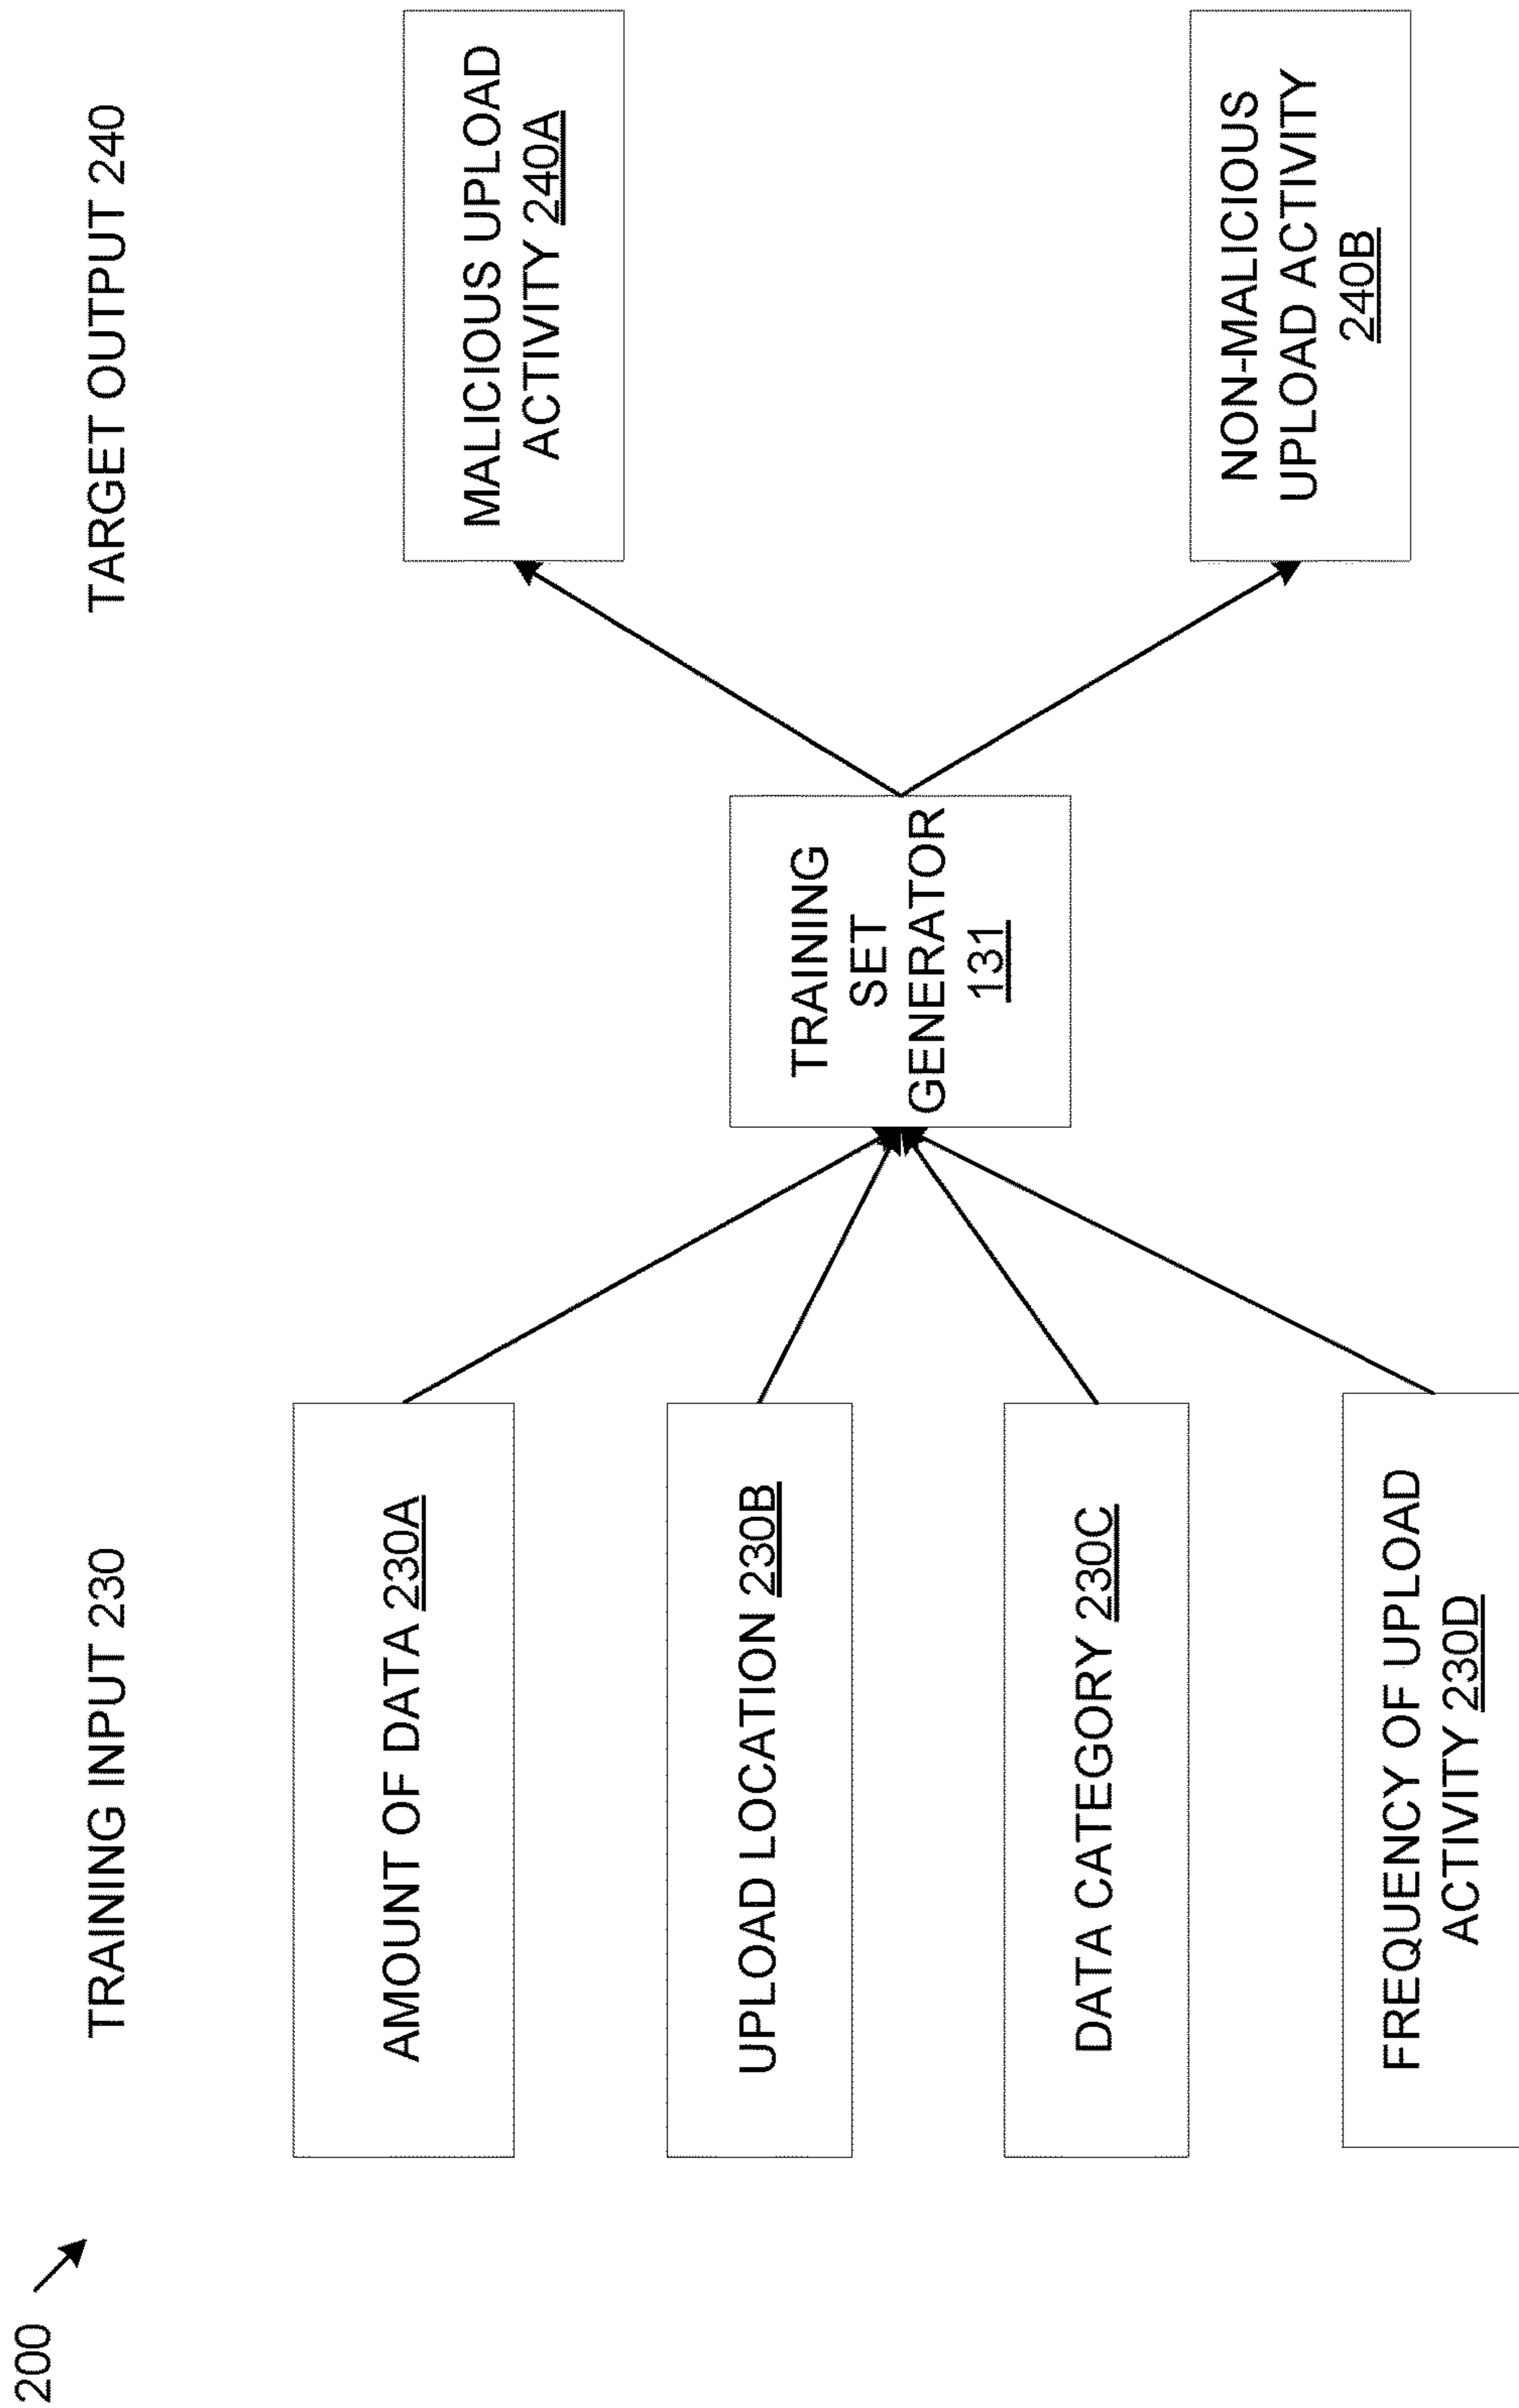 200
TRAINING INPUT 230
TARGET OUTPUT 240
AMOUNT OF DATA 230A
UPLOAD LOCATION 230B
DATA CATEGORY 230C
FREQUENCY OF UPLOAD
ACTIVITY 230D
TRAINING
SET
GENERATOR
131
MALICIOUS UPLOAD
ACTIVITY 240A
NON-MALICIOUS
UPLOAD ACTIVITY
240B